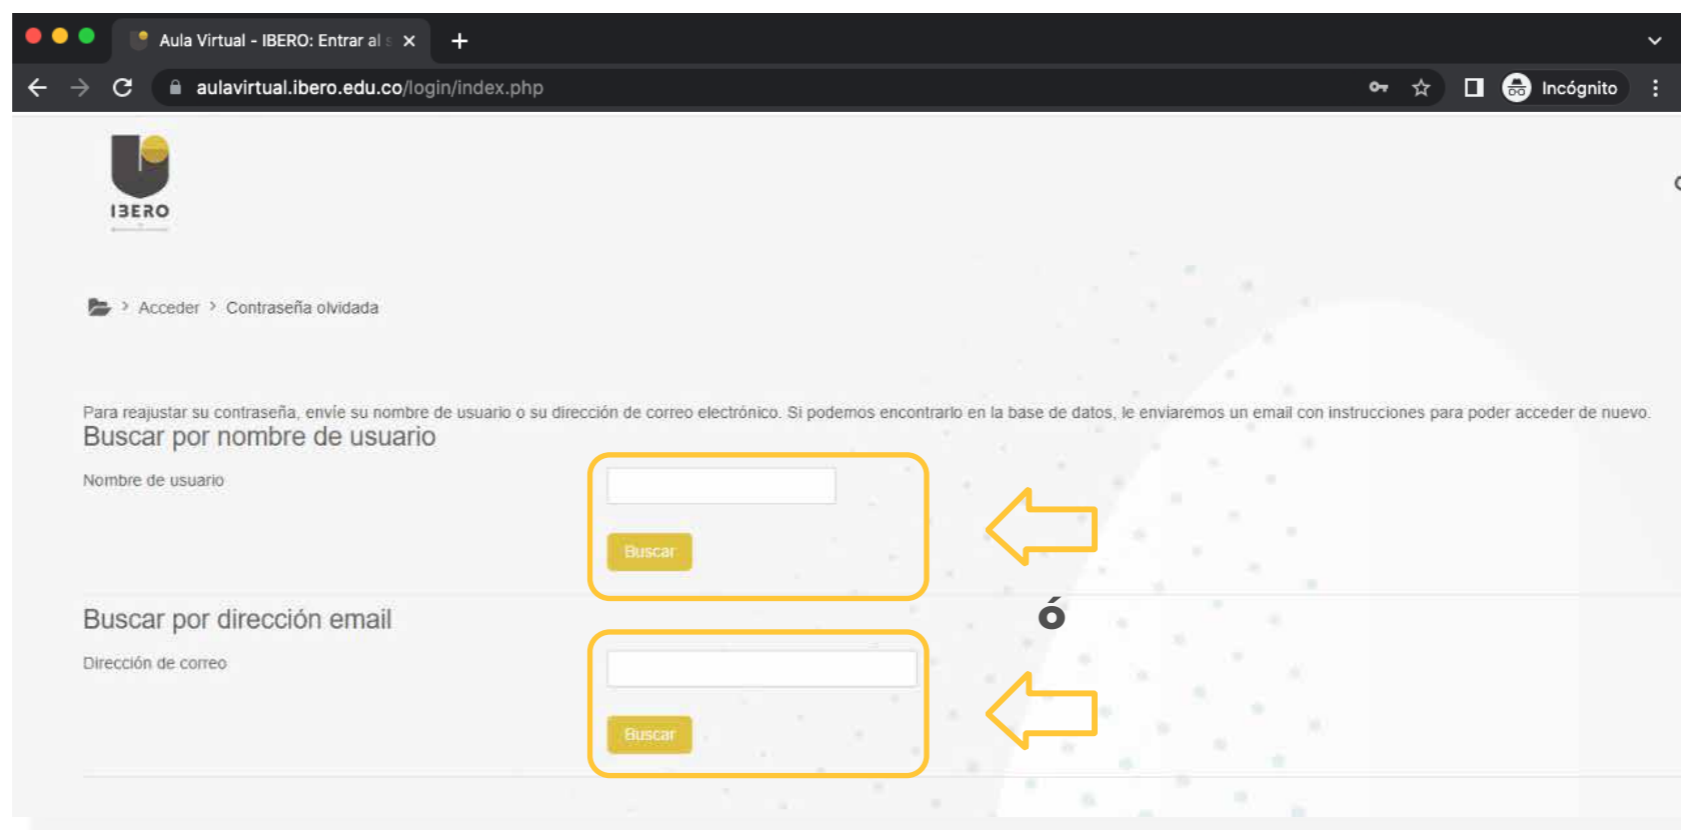 Aula Virtual - IBERO: Entrar al s
aulavirtual.ibero.edu.co/login/index.php
Incógnito
IBERO
Acceder > Contraseña olvidada
Para reajustar su contraseña, envíe su nombre de usuario o su dirección de correo electrónico. Si podemos encontrarlo en la base de datos, le enviaremos un email con instrucciones para poder acceder de nuevo.
Buscar por nombre de usuario
Nombre de usuario
Buscar
ó
Buscar por dirección email
Dirección de correo
Buscar